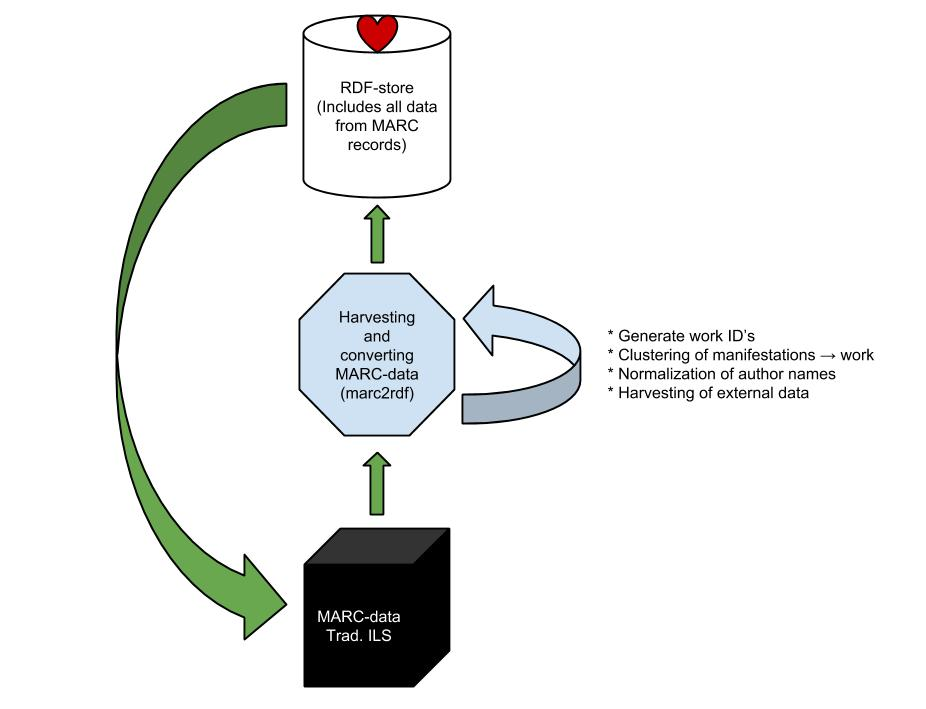 RDF-store
(Includes all data
from MARC
records)
Harvesting
and
converting
MARC-data
(marc2rdf)
* Generate work ID’s
* Clustering of manifestations → work
* Normalization of author names
* Harvesting of external data
MARC-data
Trad. ILS